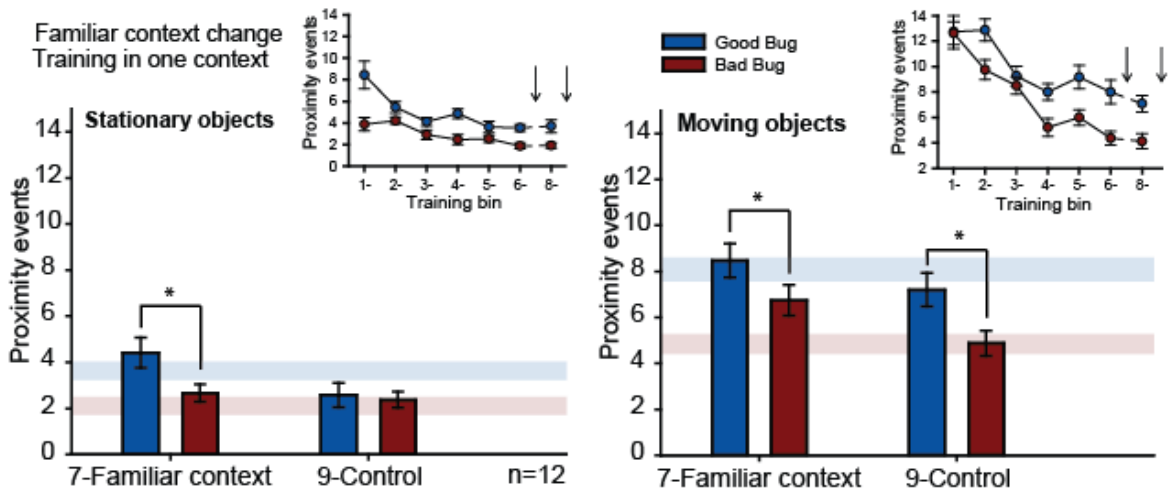 Familiar context change
Training in one context
Proximity events
14
12
10
8
6
4
2
0
1-
2-
3-
4-
5-
6-
8-
Training bin
Good Bug
Bad Bug
Proximity events
14
12
10
8
6
4
2
1-
2-
3-
4-
5-
6-
8-
Training bin
Stationary objects
Proximity events
14
12
10
8
6
4
2
0
*
7-Familiar context
9-Control
n=12
Moving objects
Proximity events
14
12
10
8
6
4
2
0
*
*
7-Familiar context
9-Control